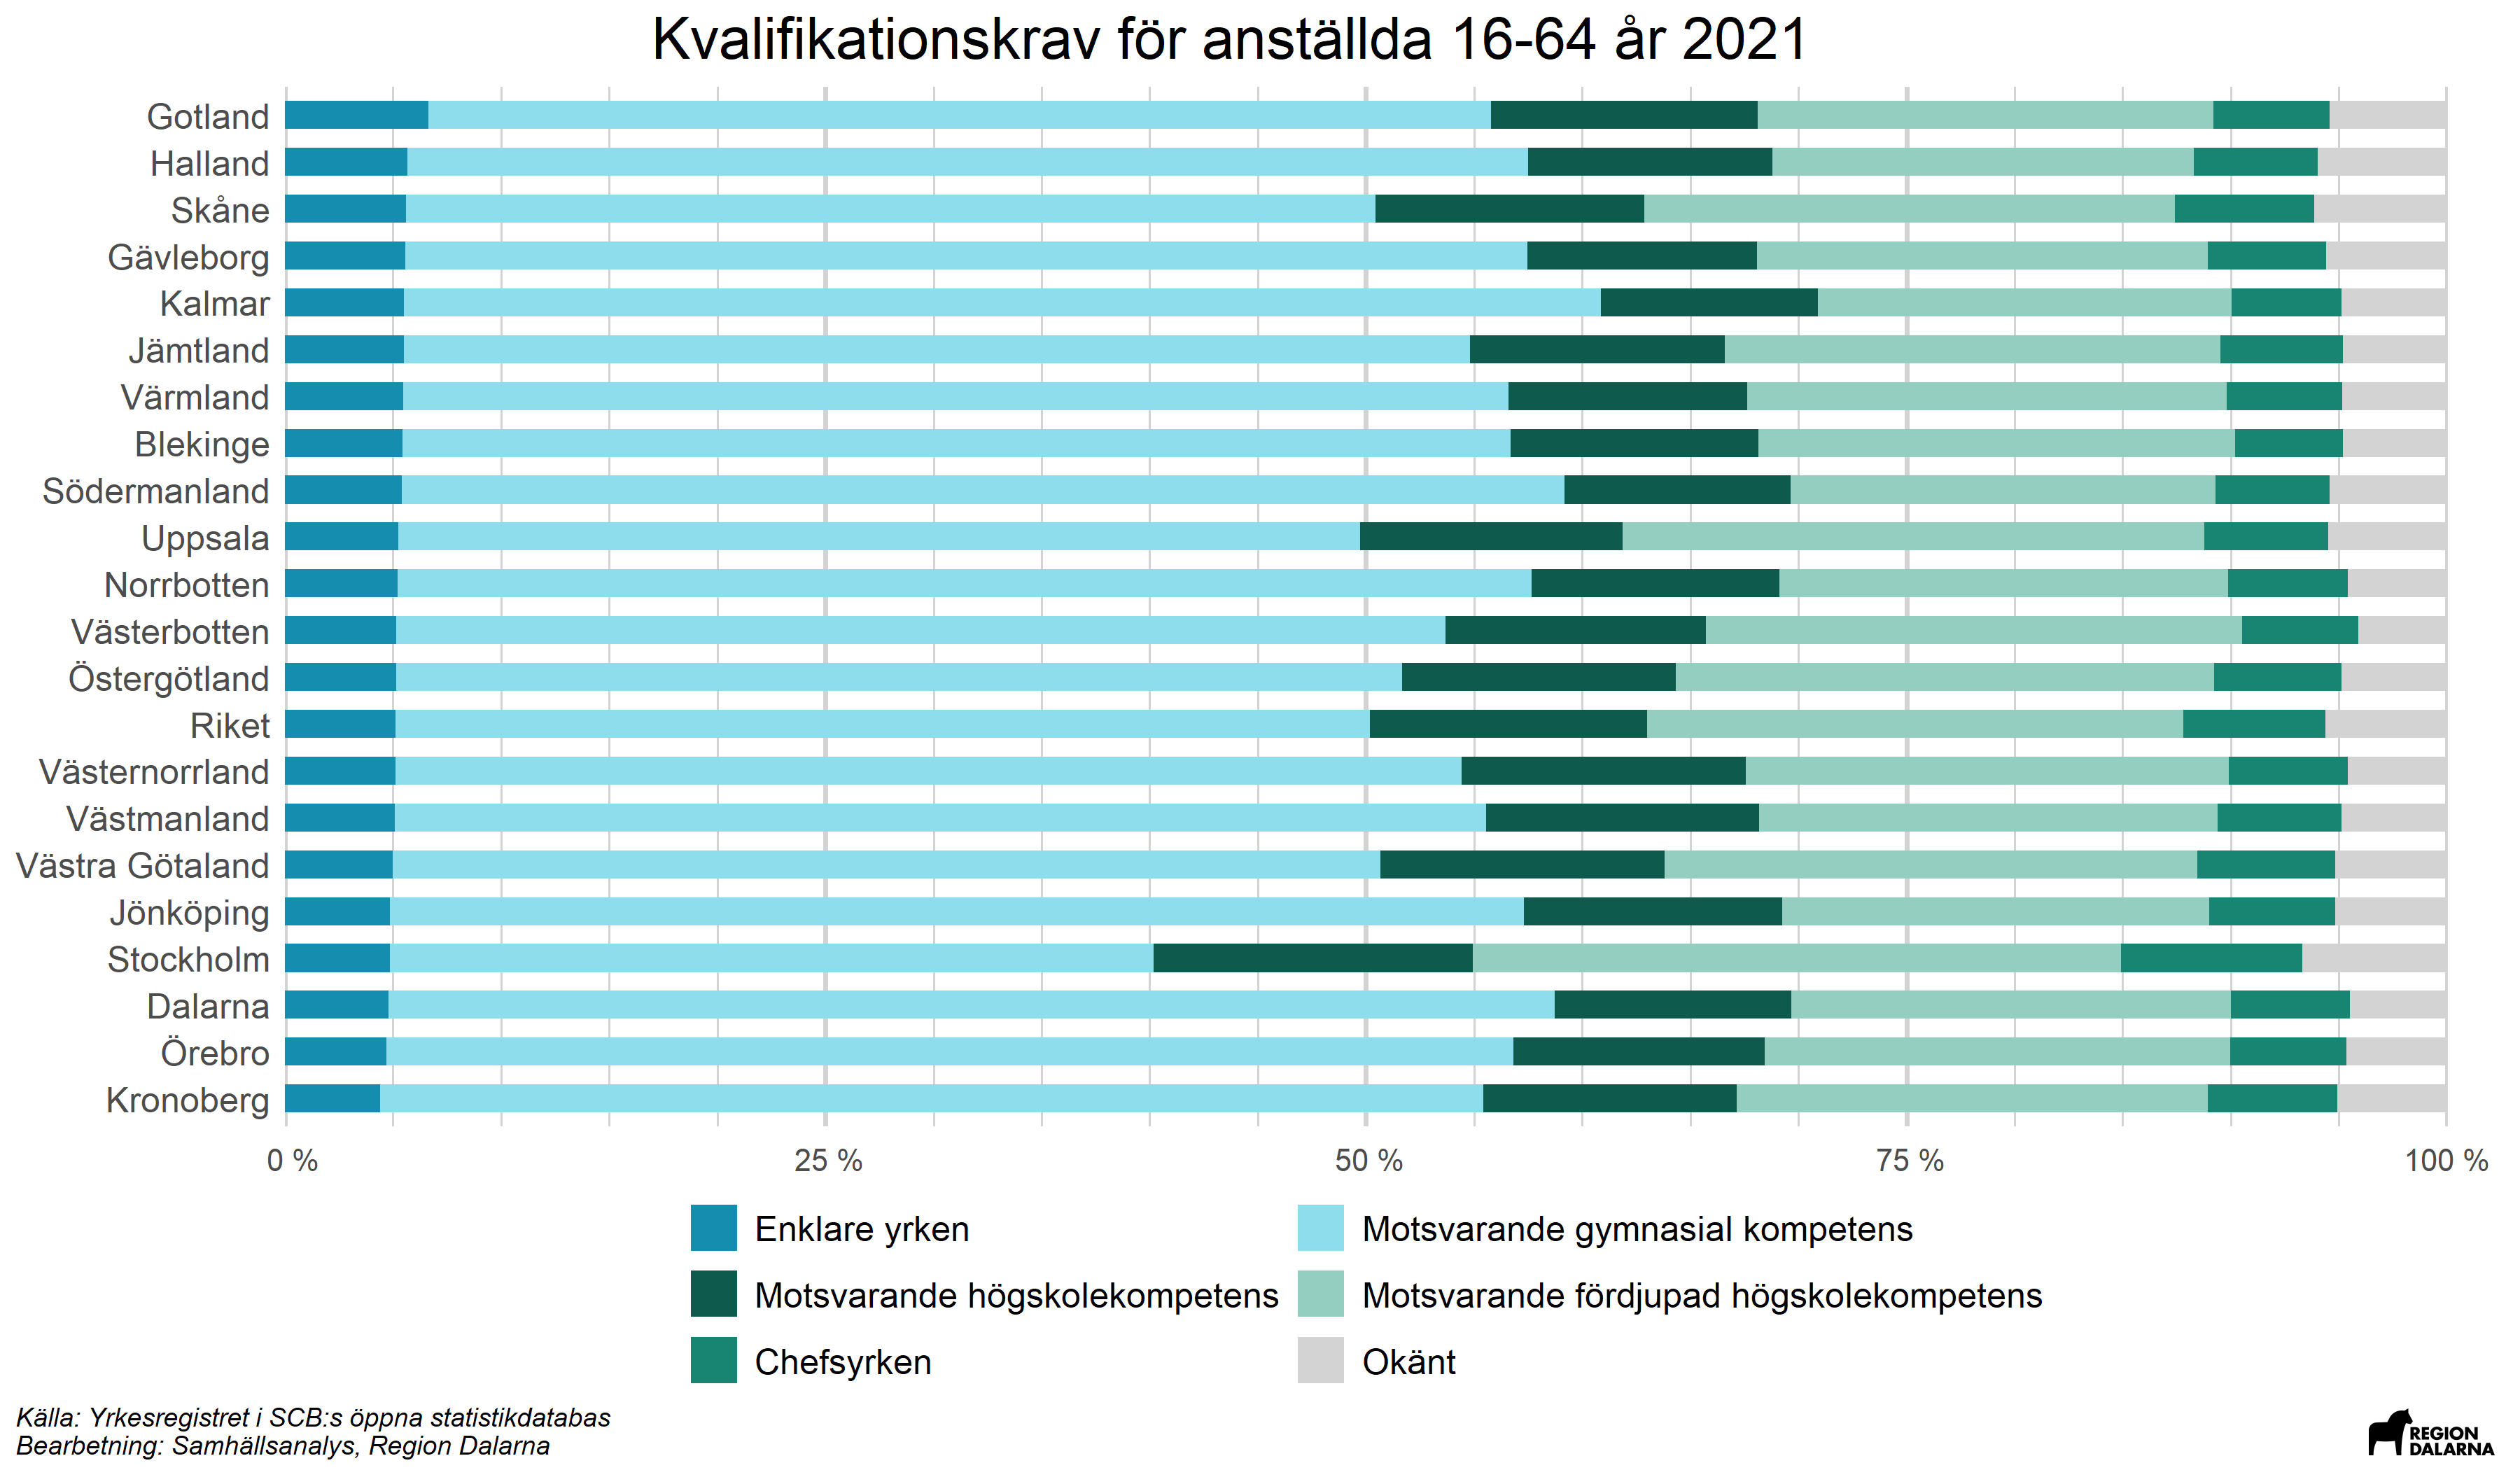 Kvalifikationskrav för anställda 16-64 år 2021
Gotland
Halland
Skåne
Gävleborg
Kalmar
Jämtland
Värmland
Blekinge
Södermanland
Uppsala
Norrbotten
Västerbotten
Östergötland
Riket
Västernorrland
Västmanland
Västra Götaland
Jönköping
Stockholm
Dalarna
Örebro
Kronoberg
0 % 25 % 50 % 75 % 100 %
Enklare yrken Motsvarande gymnasial kompetens
Motsvarande högskolekompetens Motsvarande fördjupad högskolekompetens
Chefsyrken Okänt
Källa: Yrkesregistret i SCB:s öppna statistikdatabas
Bearbetning: Samhällsanalys, Region Dalarna
REGION
DALARNA